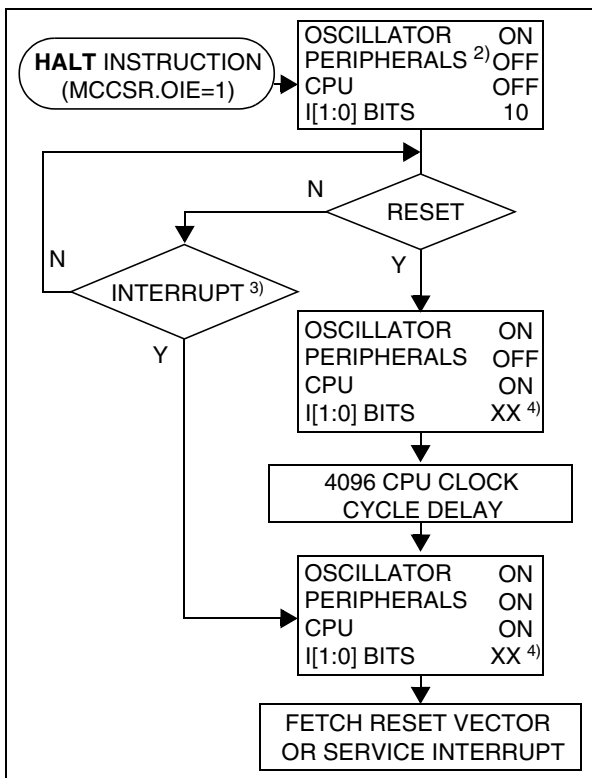 HALT INSTRUCTION
(MCCSR.OIE=1)
OSCILLATOR ON
PERIPHERALS 2) OFF
CPU OFF
I[1:0] BITS 10
N
RESET
Y
N
INTERRUPT 3)
Y
OSCILLATOR ON
PERIPHERALS OFF
CPU ON
I[1:0] BITS XX 4)
4096 CPU CLOCK
CYCLE DELAY
OSCILLATOR ON
PERIPHERALS ON
CPU ON
I[1:0] BITS XX 4)
FETCH RESET VECTOR
OR SERVICE INTERRUPT